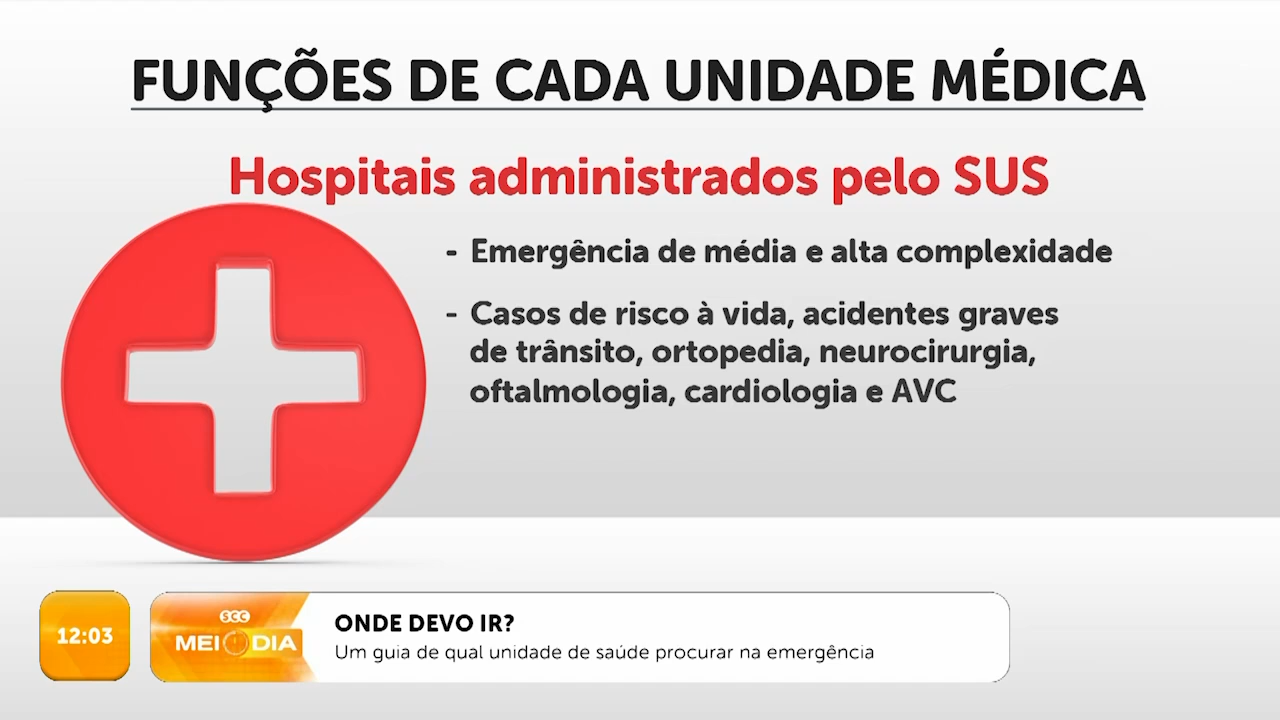 FUNÇÕES DE CADA UNIDADE MÉDICA
Hospitais administrados pelo SUS
- Emergência de média e alta complexidade
- Casos de risco à vida, acidentes graves
de trânsito, ortopedia, neurocirurgia,
oftalmologia, cardiologia e AVC
12:03
scc
MEIO DIA
ONDE DEVO IR?
Um guia de qual unidade de saúde procurar na emergência